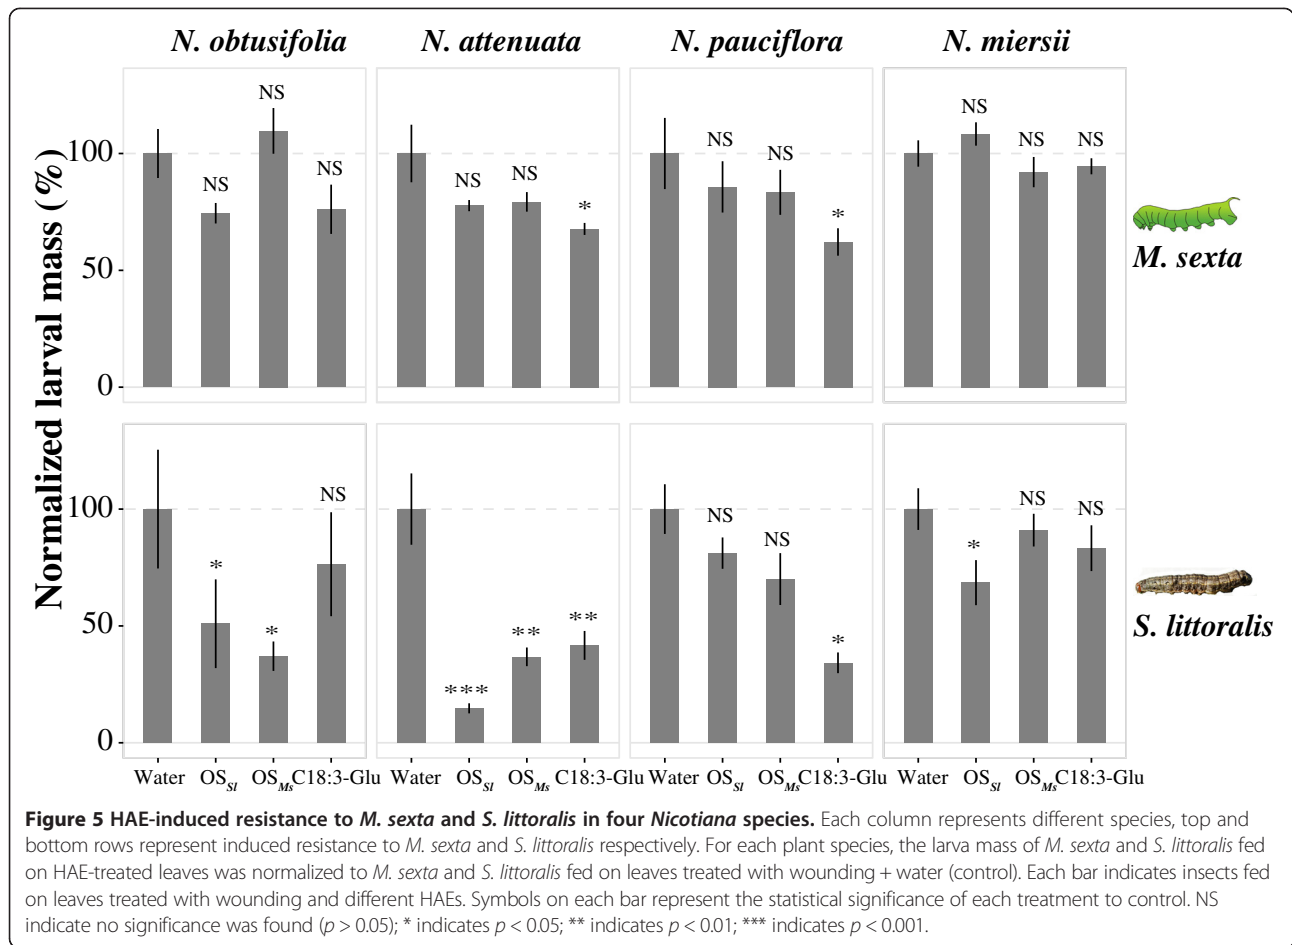 N. obtusifolia N. attenuata N. pauciflora N. miersii
Normalized larval mass (%)
100
50
0
NS NS NS
NS NS *
NS NS *
NS NS NS
M. sexta
100
50
0
* * NS
*** ** **
NS NS *
* NS NS
S. littoralis
Water OSSl OSMs C18:3-Glu Water OSSl OSMs C18:3-Glu Water OSSl OSMs C18:3-Glu Water OSSl OSMs C18:3-Glu
Figure 5 HAE-induced resistance to M. sexta and S. littoralis in four Nicotiana species. Each column represents different species, top and
bottom rows represent induced resistance to M. sexta and S. littoralis respectively. For each plant species, the larva mass of M. sexta and S. littoralis fed
on HAE-treated leaves was normalized to M. sexta and S. littoralis fed on leaves treated with wounding + water (control). Each bar indicates insects fed
on leaves treated with wounding and different HAEs. Symbols on each bar represent the statistical significance of each treatment to control. NS
indicate no significance was found (p > 0.05); * indicates p < 0.05; ** indicates p < 0.01; *** indicates p < 0.001.